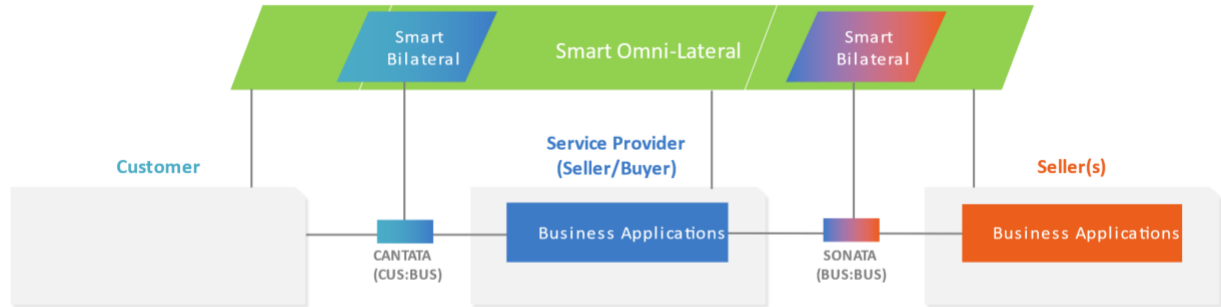 Smart
Bilateral
Smart Omni-Lateral
Smart
Bilateral
Customer
Service Provider
(Seller/Buyer)
Seller(s)
Business Applications
Business Applications
CANTATA
(CUS:BUS)
SONATA
(BUS:BUS)